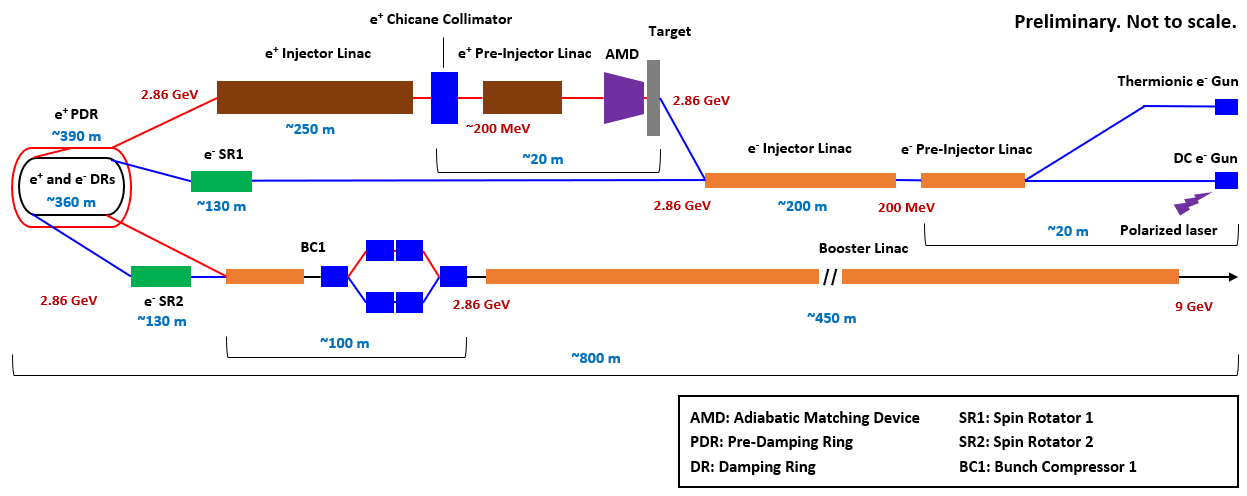 Preliminary. Not to scale.
e+ Chicane Collimator
Target
e+ Injector Linac
e+ Pre-Injector Linac
AMD
Thermionic e- Gun
2.86 GeV
2.86 GeV
e+ PDR
~390 m
~250 m
~200 MeV
~20 m
e- SR1
e- Injector Linac
e- Pre-Injector Linac
DC e- Gun
e+ and e- DRs
~360 m
~130 m
2.86 GeV
~200 m
200 MeV
Polarized laser
~20 m
BC1
Booster Linac
2.86 GeV
e- SR2
~130 m
2.86 GeV
9 GeV
~450 m
~100 m
~800 m
AMD: Adiabatic Matching Device
SR1: Spin Rotator 1
PDR: Pre-Damping Ring
SR2: Spin Rotator 2
DR: Damping Ring
BC1: Bunch Compressor 1
//